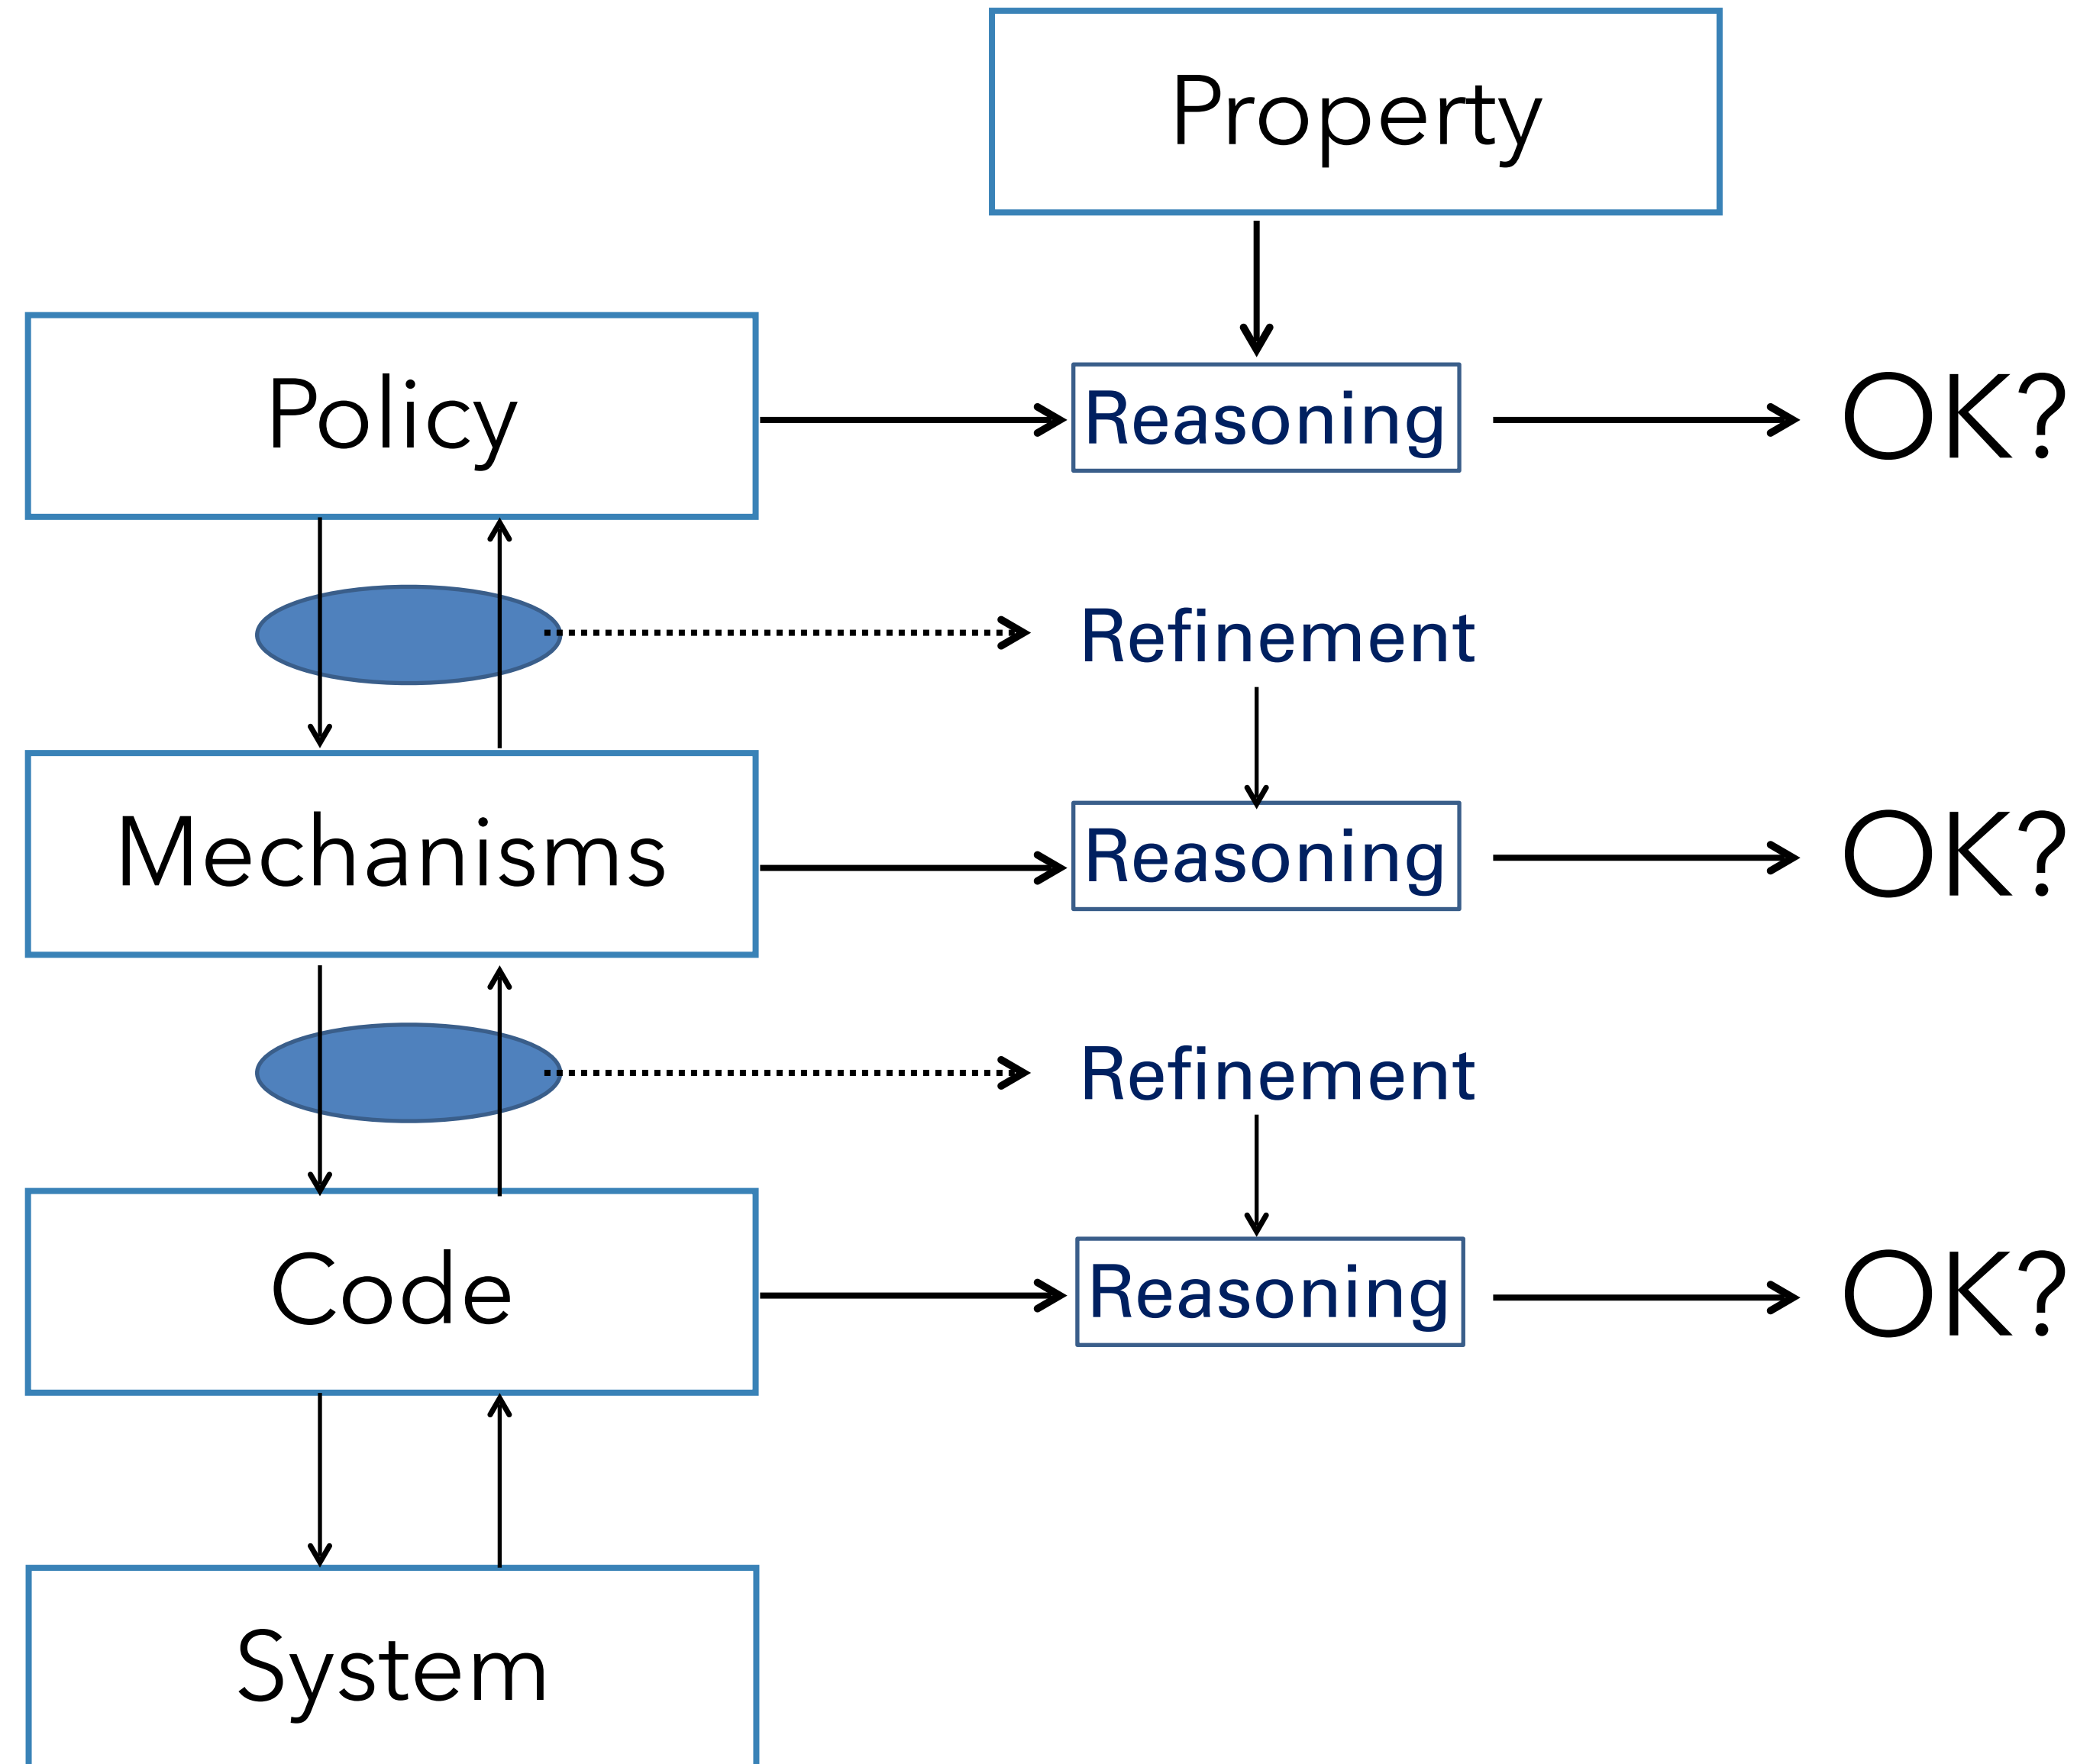 Property
Policy
Reasoning
OK?
Refinement
Mechanisms
Reasoning
OK?
Refinement
Code
Reasoning
OK?
System